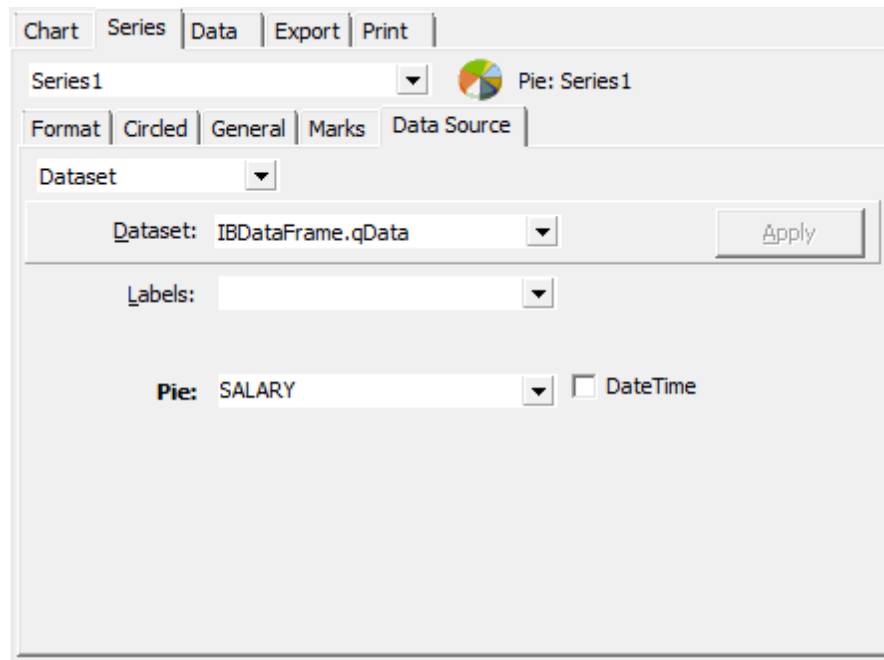 Chart Series Data Export Print
Series1 Pie: Series1
Format Circled General Marks Data Source
Dataset
Dataset: IBDataFrame.qData Apply
Labels:
Pie: SALARY DateTime